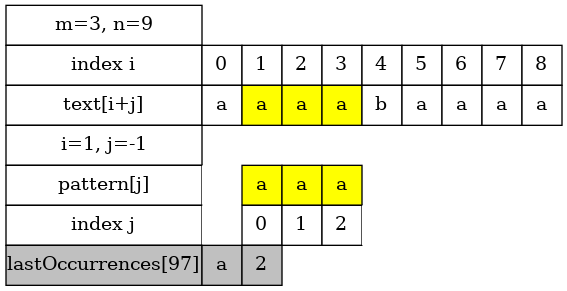 m=3, n=9
index i 0 1 2 3 4 5 6 7 8
text[i+j] a a a a b a a a a
i=1, j=-1
pattern[j] a a a
index j 0 1 2
lastOccurrences[97] a 2